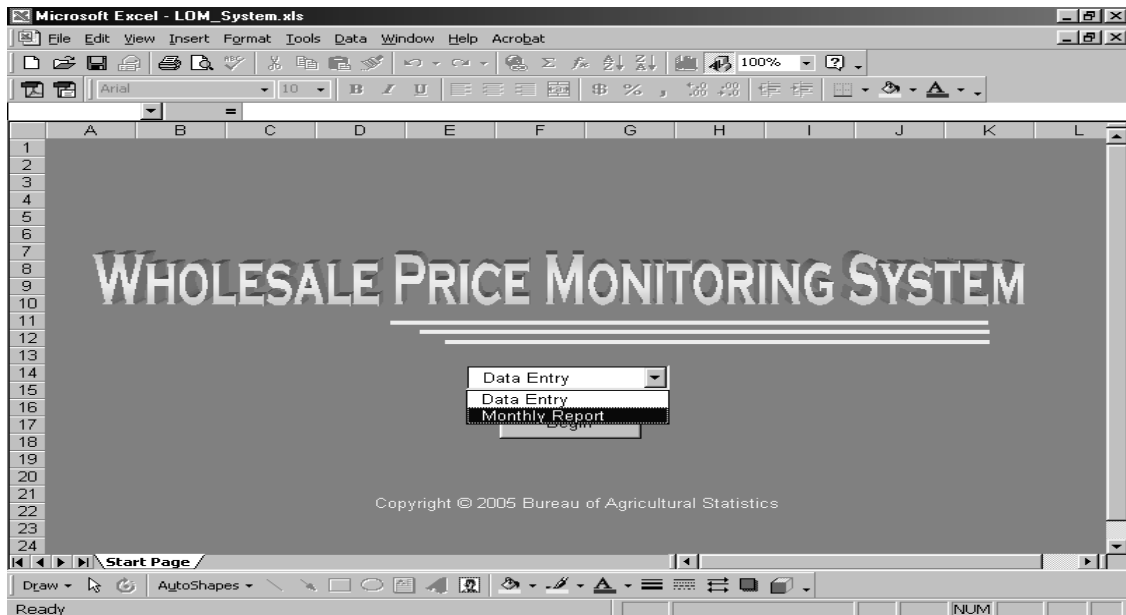 Microsoft Excel - LOM_System.xls
File Edit View Insert Format Tools Data Window Help Acrobat
100%
Arial 10 B I U $ % ,
=
A B C D E F G H I J K L
1
2
3
4
5
6
7
8
9
10
11
12
13
14
15
16
17
18
19
20
21
22
23
24
WHOLESALE PRICE MONITORING SYSTEM
Data Entry
Data Entry
Monthly Report
Begin
Copyright © 2005 Bureau of Agricultural Statistics
Start Page
Draw AutoShapes
Ready NUM